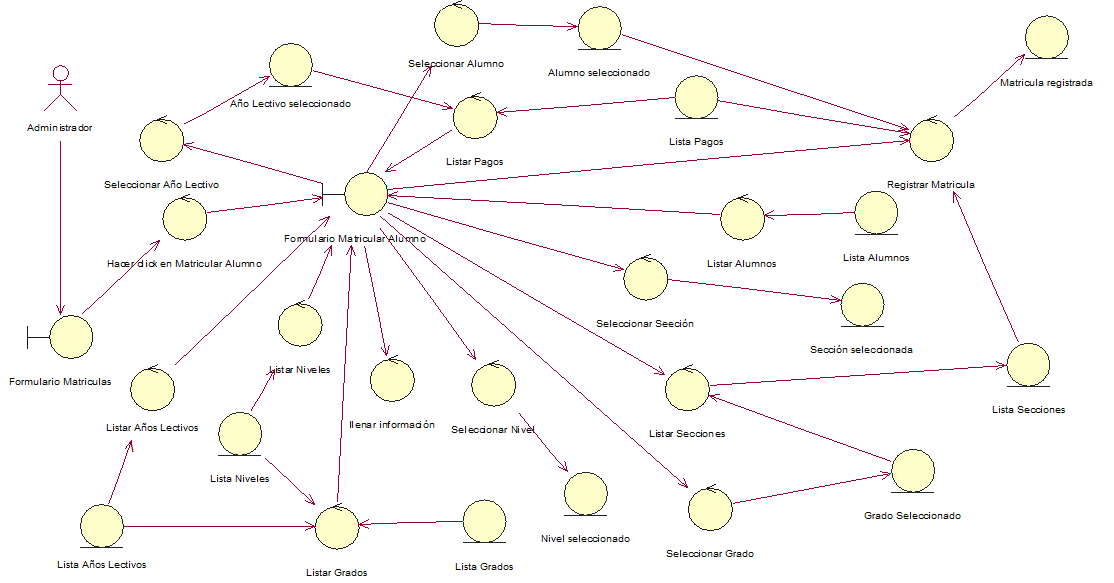 Seleccionar Alumno
Alumno seleccionado
Matricula registrada
Año Lectivo seleccionado
Administrador
Lista Pagos
Listar Pagos
Seleccionar Año Lectivo
Registrar Matricula
Formulario Matricular Alumno
Hacer click en Matricular Alumno
Listar Alumnos
Lista Alumnos
Seleccionar Seeción
Sección seleccionada
Formulario Matriculas
Listar Niveles
Lista Secciones
Listar Años Lectivos
llenar información
Seleccionar Nivel
Listar Secciones
Lista Niveles
Grado Seleccionado
Nivel seleccionado
Seleccionar Grado
Lista Años Lectivos
Listar Grados
Lista Grados